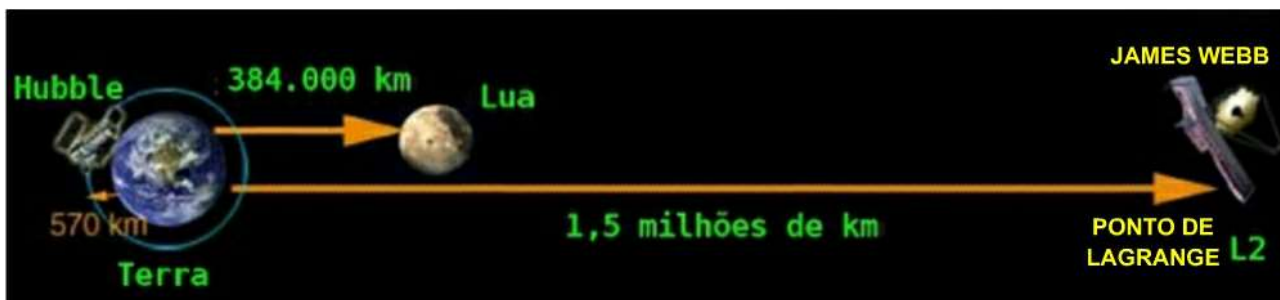 Hubble
384.000 km
Lua
JAMES WEBB
570 km
Terra
1,5 milhões de km
PONTO DE
LAGRANGE
L2